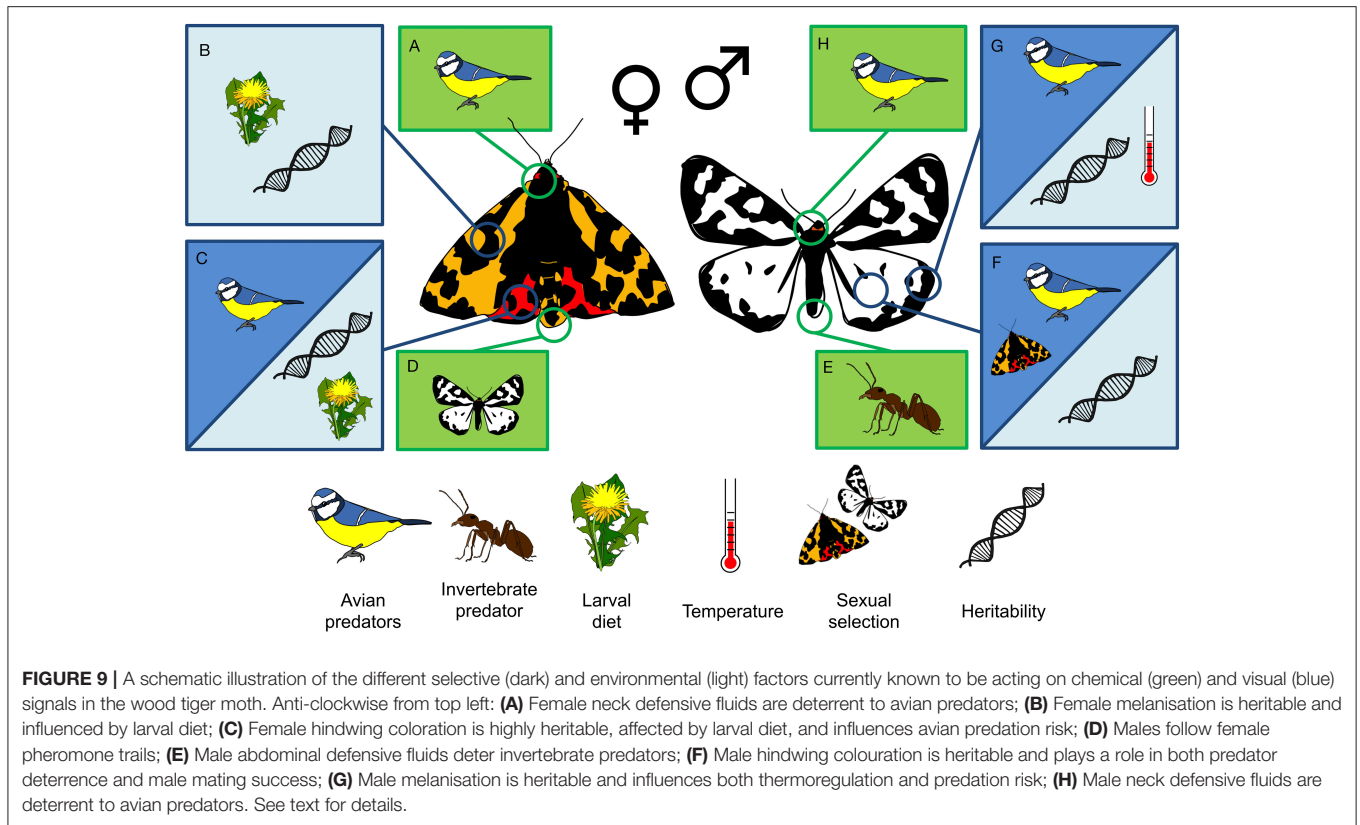 B
A
H
G
♀ ♂
C
F
D
E
Avian
predators
Invertebrate
predator
Larval
diet
Temperature
Sexual
selection
Heritability
FIGURE 9 | A schematic illustration of the different selective (dark) and environmental (light) factors currently known to be acting on chemical (green) and visual (blue)
signals in the wood tiger moth. Anti-clockwise from top left: (A) Female neck defensive fluids are deterrent to avian predators; (B) Female melanisation is heritable and
influenced by larval diet; (C) Female hindwing coloration is highly heritable, affected by larval diet, and influences avian predation risk; (D) Males follow female
pheromone trails; (E) Male abdominal defensive fluids deter invertebrate predators; (F) Male hindwing colouration is heritable and plays a role in both predator
deterrence and male mating success; (G) Male melanisation is heritable and influences both thermoregulation and predation risk; (H) Male neck defensive fluids are
deterrent to avian predators. See text for details.